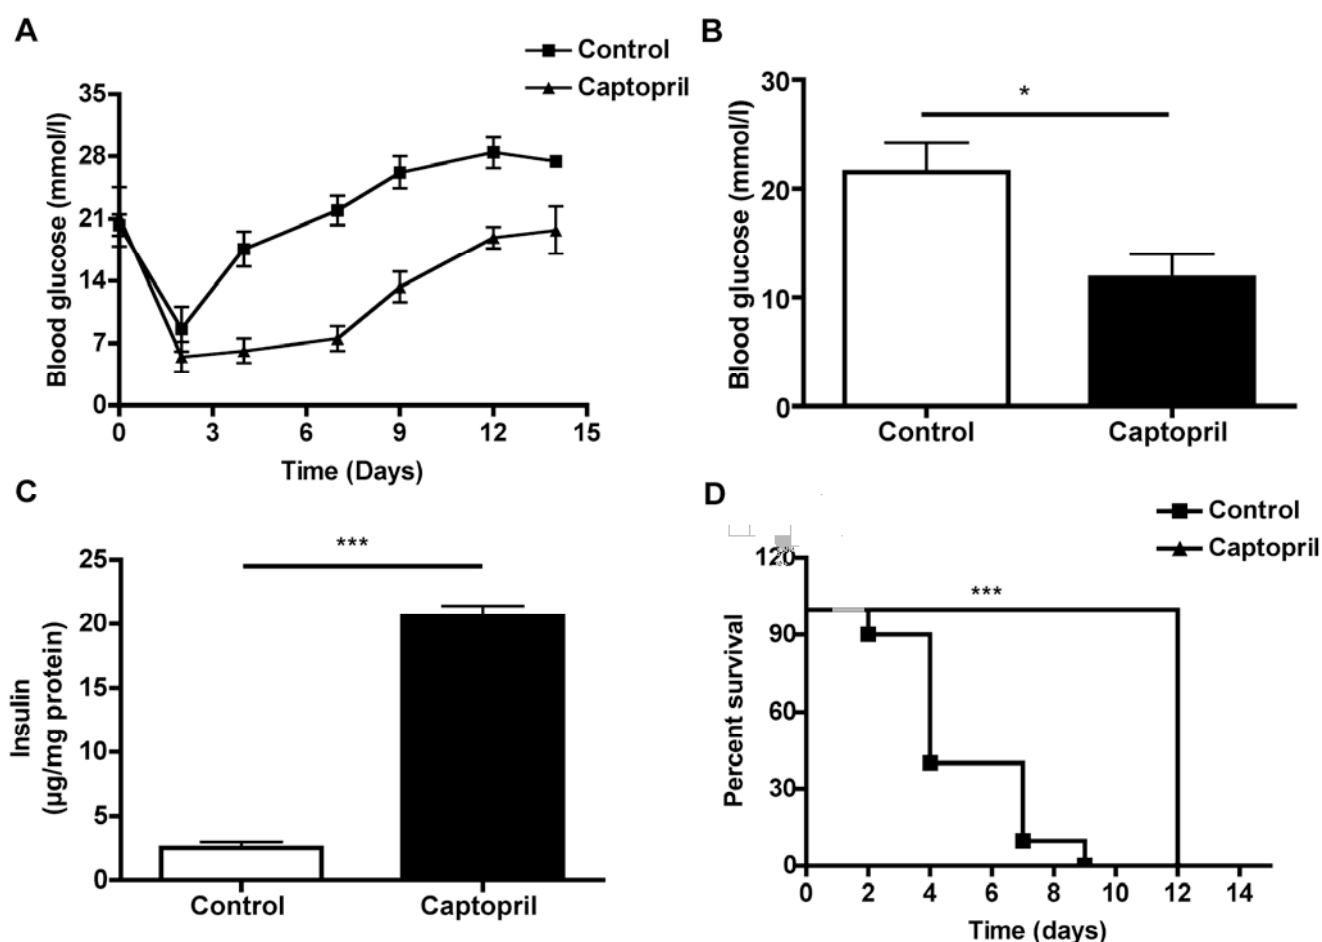 A
Control
Captopril
35
28
21
14
7
0
Blood glucose (mmol/l)
0 3 6 9 12 15
Time (Days)
B
30
20
10
0
Blood glucose (mmol/l)
*
Control Captopril
C
25
20
15
10
5
0
Insulin
(µg/mg protein)
***
Control Captopril
D
Control
Captopril
120
90
60
30
0
Percent survival
***
0 2 4 6 8 10 12 14
Time (days)